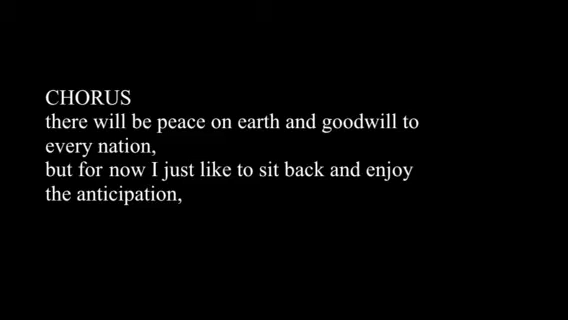 CHORUS
there will be peace on earth and goodwill to
every nation,
but for now I just like to sit back and enjoy
the anticipation,